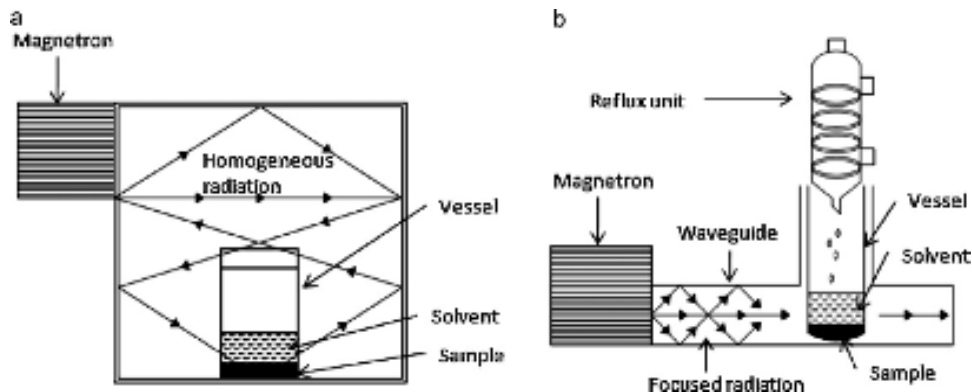 a
Magnetron
Homogeneous
radiation
Vessel
Solvent
Sample
b
Reflux unit
Magnetron
Waveguide
Vessel
Solvent
Sample
Focused radiation